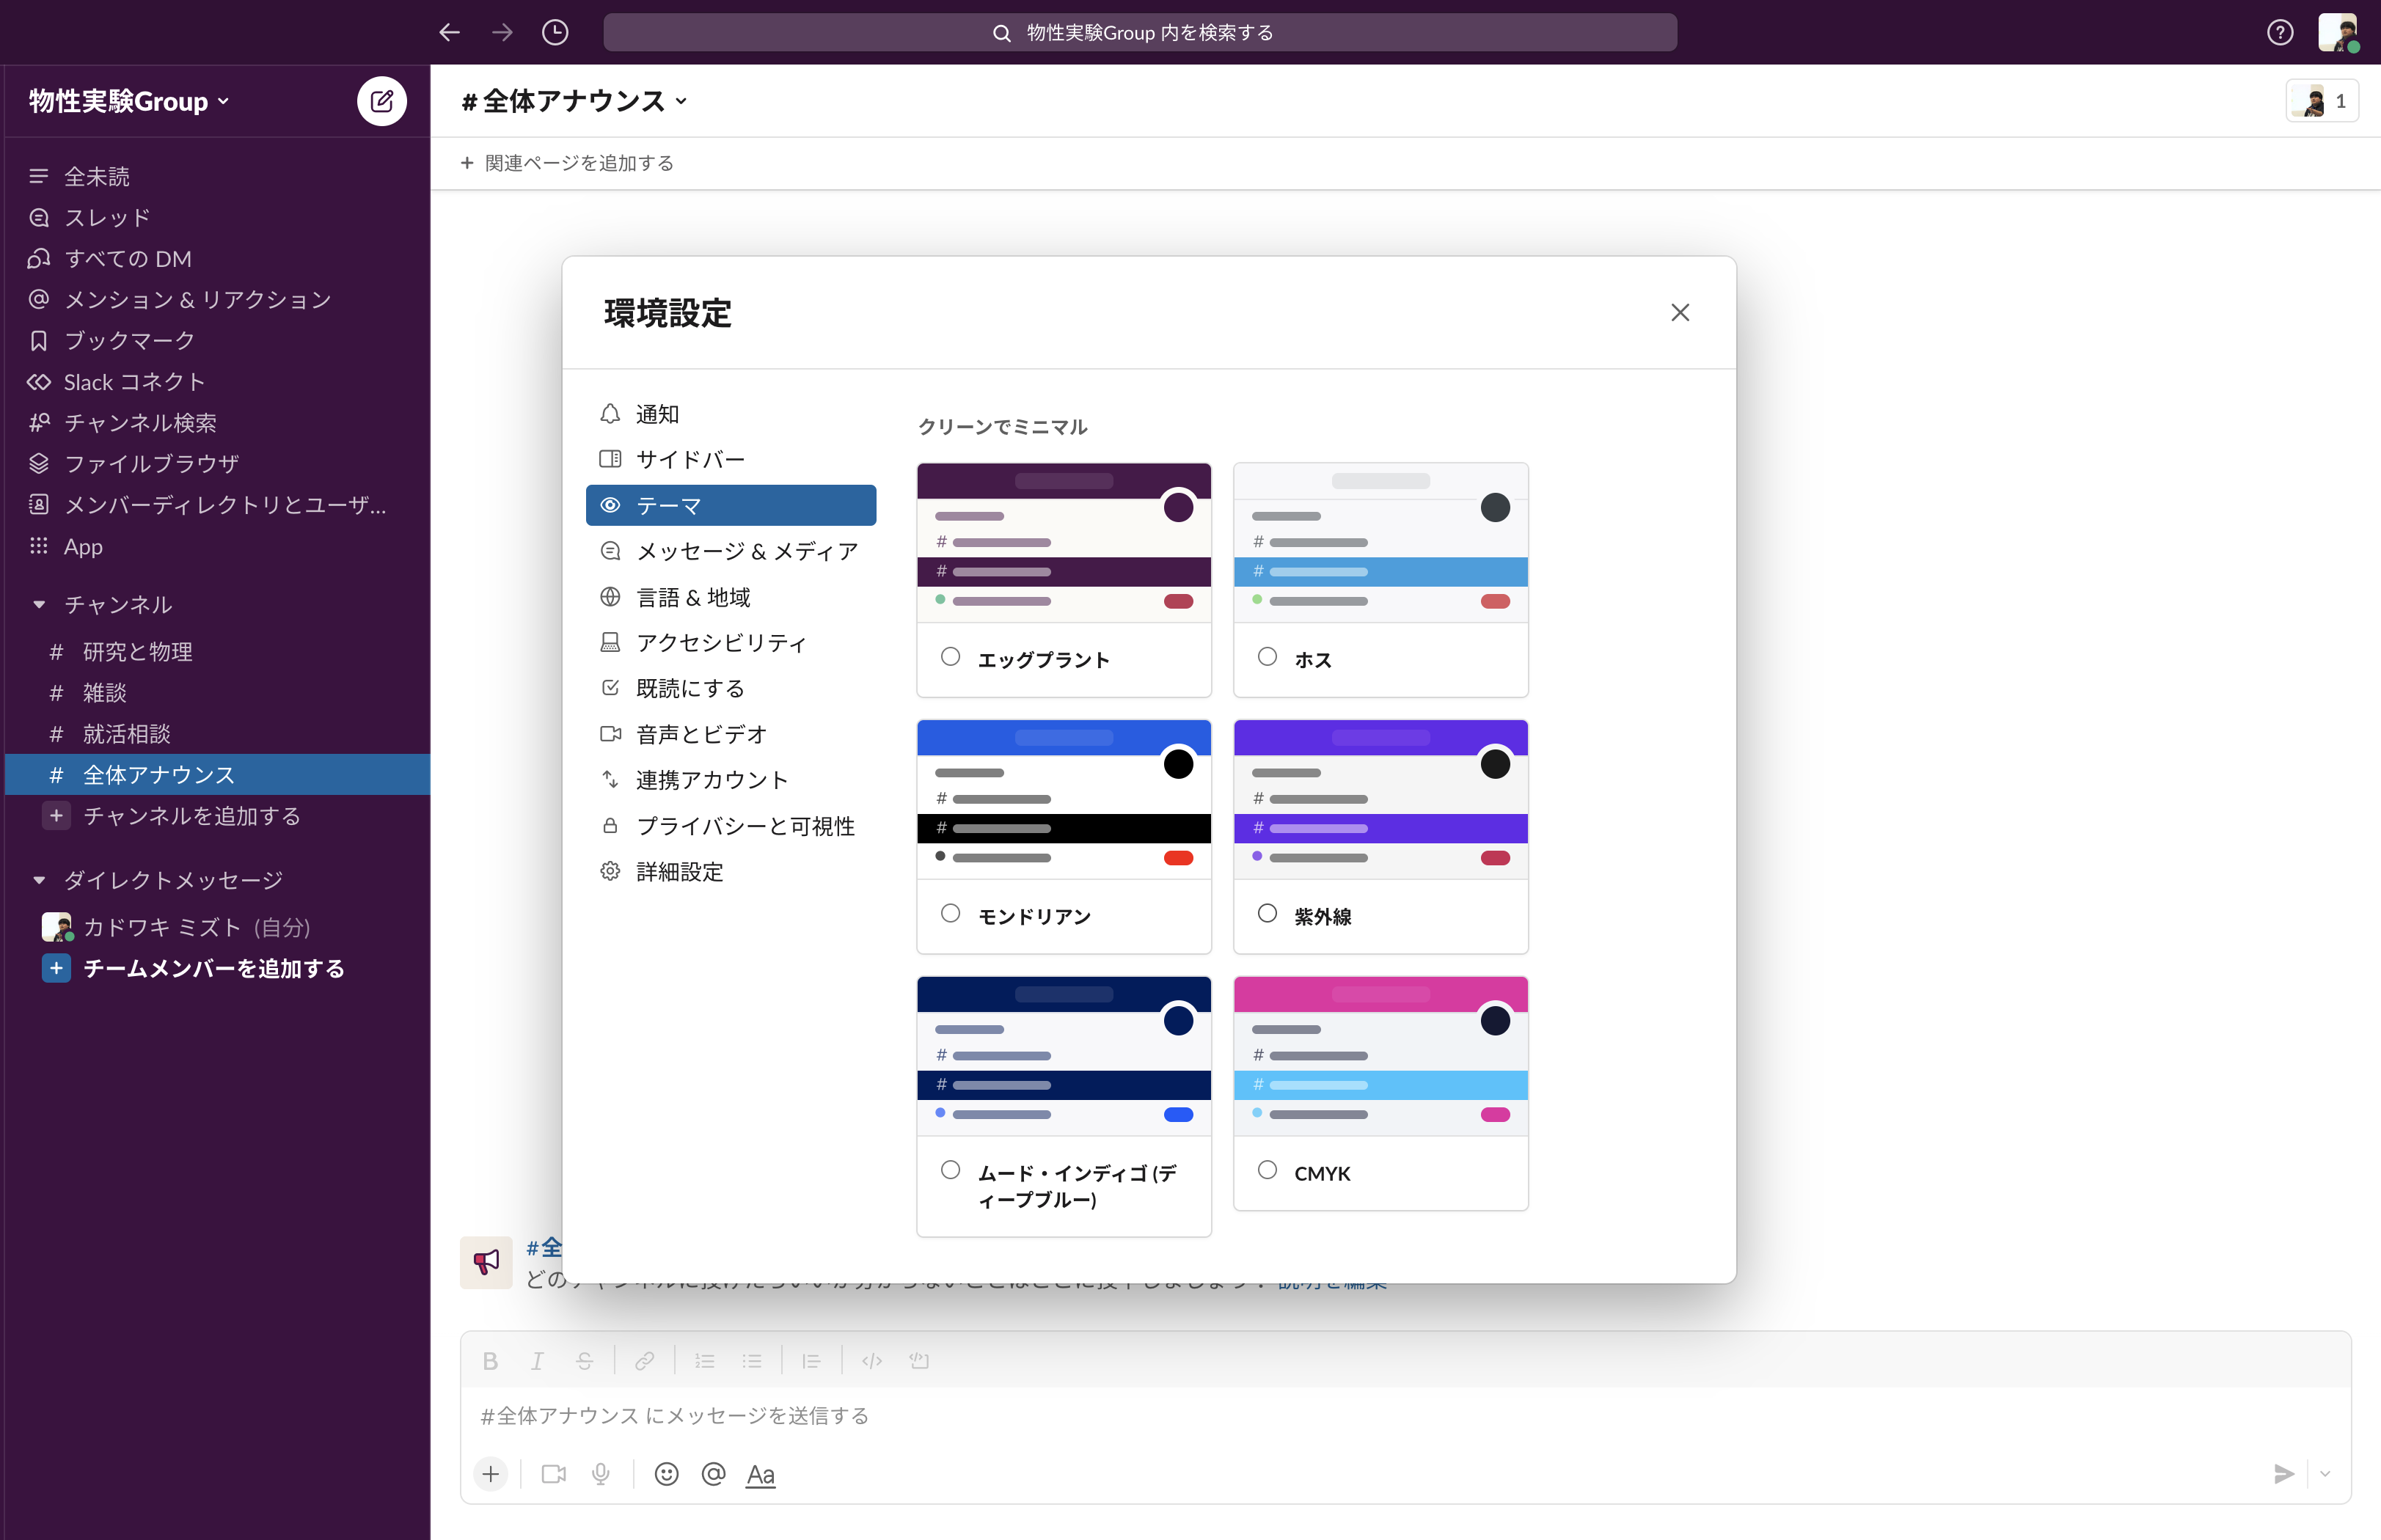 物性実験Group 内を検索する
物性実験Group
全未読
スレッド
すべての DM
メンション & リアクション
ブックマーク
Slack コネクト
チャンネル検索
ファイルブラウザ
メンバーディレクトリとユーザ...
App
チャンネル
# 研究と物理
# 雑談
# 就活相談
# 全体アナウンス
+ チャンネルを追加する
ダイレクトメッセージ
カドワキ ミズト (自分)
+ チームメンバーを追加する
# 全体アナウンス
1
+ 関連ページを追加する
環境設定
通知
サイドバー
テーマ
メッセージ & メディア
言語 & 地域
アクセシビリティ
既読にする
音声とビデオ
連携アカウント
プライバシーと可視性
詳細設定
クリーンでミニマル
エッグプラント
ホス
モンドリアン
紫外線
ムード・インディゴ (デ
ィープブルー)
CMYK
#全
どの
B I S
#全体アナウンス にメッセージを送信する
Aa